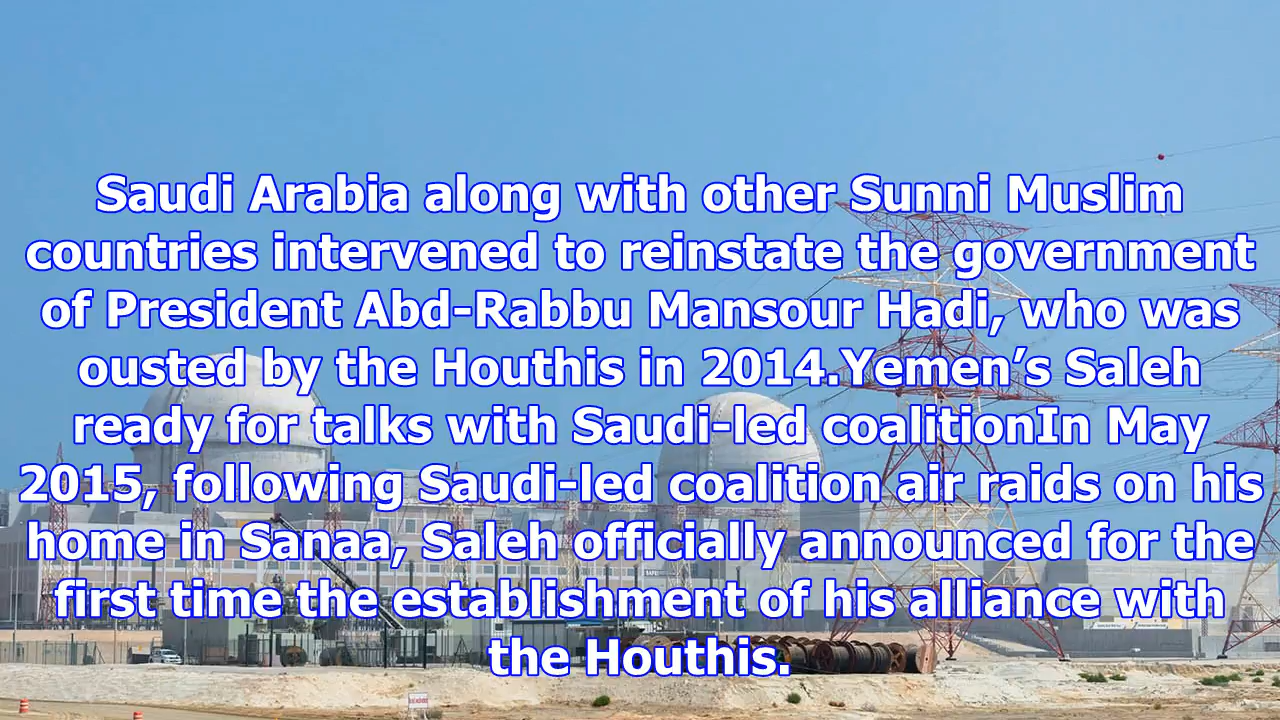 Saudi Arabia along with other Sunni Muslim
countries intervened to reinstate the government
of President Abd-Rabbu Mansour Hadi, who was
ousted by the Houthis in 2014.Yemen’s Saleh
ready for talks with Saudi-led coalitionIn May
2015, following Saudi-led coalition air raids on his
home in Sanaa, Saleh officially announced for the
first time the establishment of his alliance with
the Houthis.